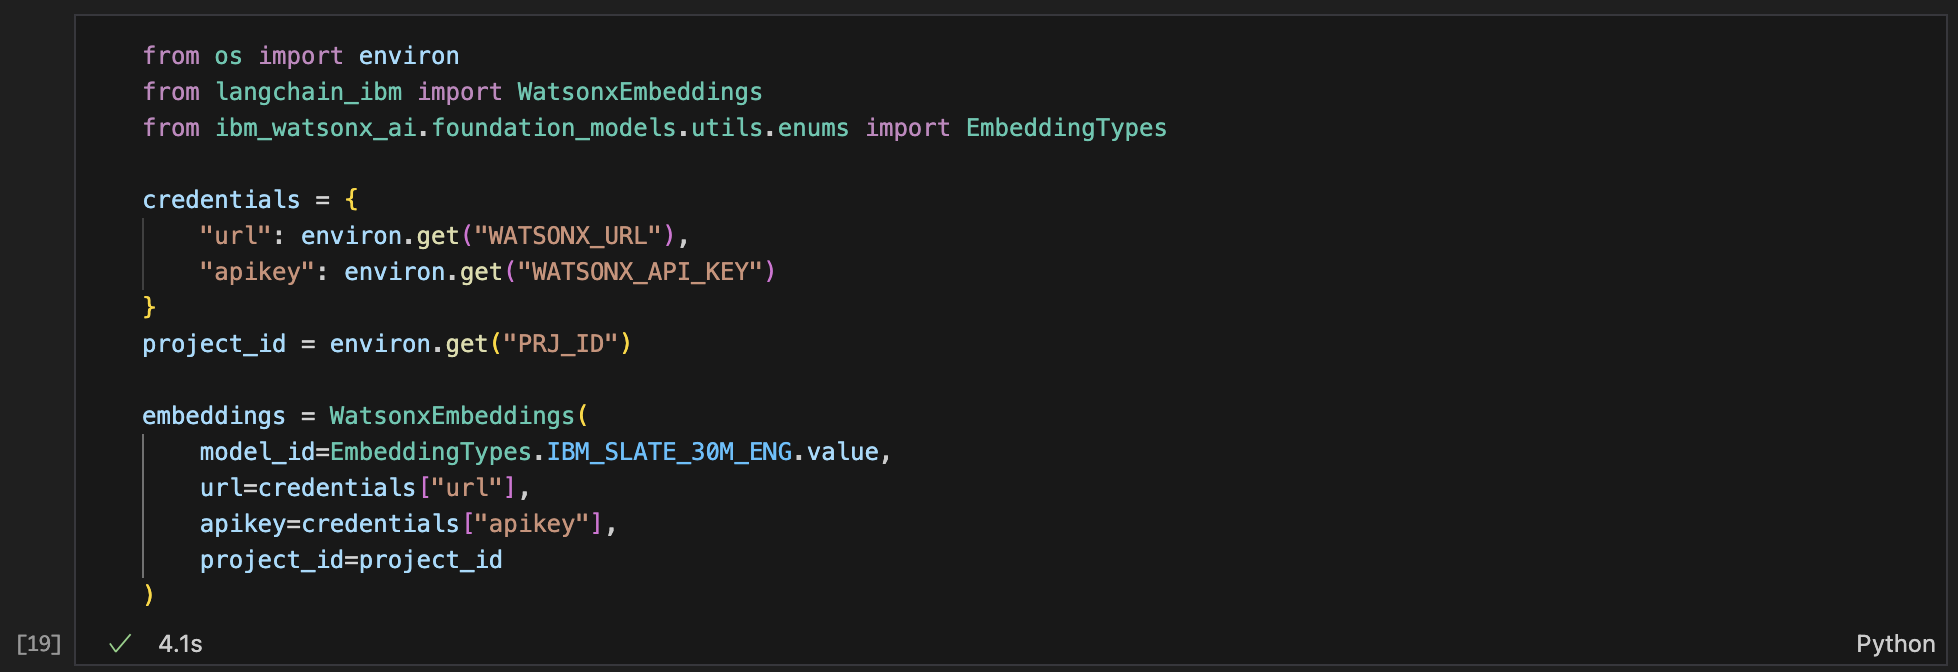 from os import environ
from langchain_ibm import WatsonxEmbeddings
from ibm_watsonx_ai.foundation_models.utils.enums import EmbeddingTypes

credentials = {
    "url": environ.get("WATSONX_URL"),
    "apikey": environ.get("WATSONX_API_KEY")
}
project_id = environ.get("PRJ_ID")

embeddings = WatsonxEmbeddings(
    model_id=EmbeddingTypes.IBM_SLATE_30M_ENG.value,
    url=credentials["url"],
    apikey=credentials["apikey"],
    project_id=project_id
)
[19] ✓ 4.1s Python